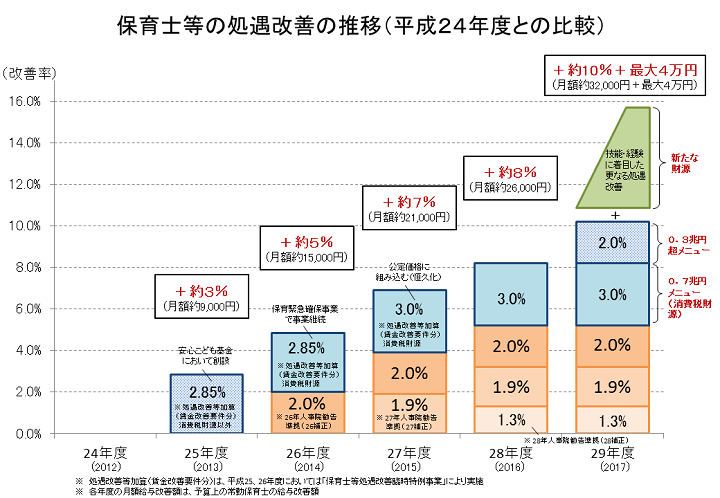 保育士等の処遇改善の推移(平成24年度との比較)
(改善率)
16.0%
14.0%
12.0%
10.0%
8.0%
6.0%
4.0%
2.0%
0.0%
+約3%
(月額約9,000円)
+約5%
(月額約15,000円)
+約7%
(月額約21,000円)
+約8%
(月額約26,000円)
+約10%+最大4万円
(月額約32,000円+最大4万円)
安心こども基金
において創設
2.85%
※処遇改善等加算
(賃金改善要件分)
消費税財源以外
保育緊急確保事業
で事業継続
2.85%
※処遇改善等加算
(賃金改善要件分)
消費税財源
2.0%
※26年人事院勧告
準拠(26補正)
公定価格に
組み込む(恒久化)
3.0%
※処遇改善等加算
(賃金改善要件分)
消費税財源
2.0%
1.9%
※27年人事院勧告
準拠(27補正)
3.0%
2.0%
1.9%
1.3%
※28年人事院勧告準拠(28補正)
技能・経験
に着目した
更なる処遇
改善
+
2.0%
3.0%
2.0%
1.9%
1.3%
新たな
財源
0.3兆円
超メニュー
0.7兆円
メニュー
(消費税財
源)
24年度
(2012)
25年度
(2013)
26年度
(2014)
27年度
(2015)
28年度
(2016)
29年度
(2017)
※ 処遇改善等加算(賃金改善要件分)は、平成25、26年度においては「保育士等処遇改善臨時特例事業」により実施
※ 各年度の月額給与改善額は、予算上の常勤保育士の給与改善額